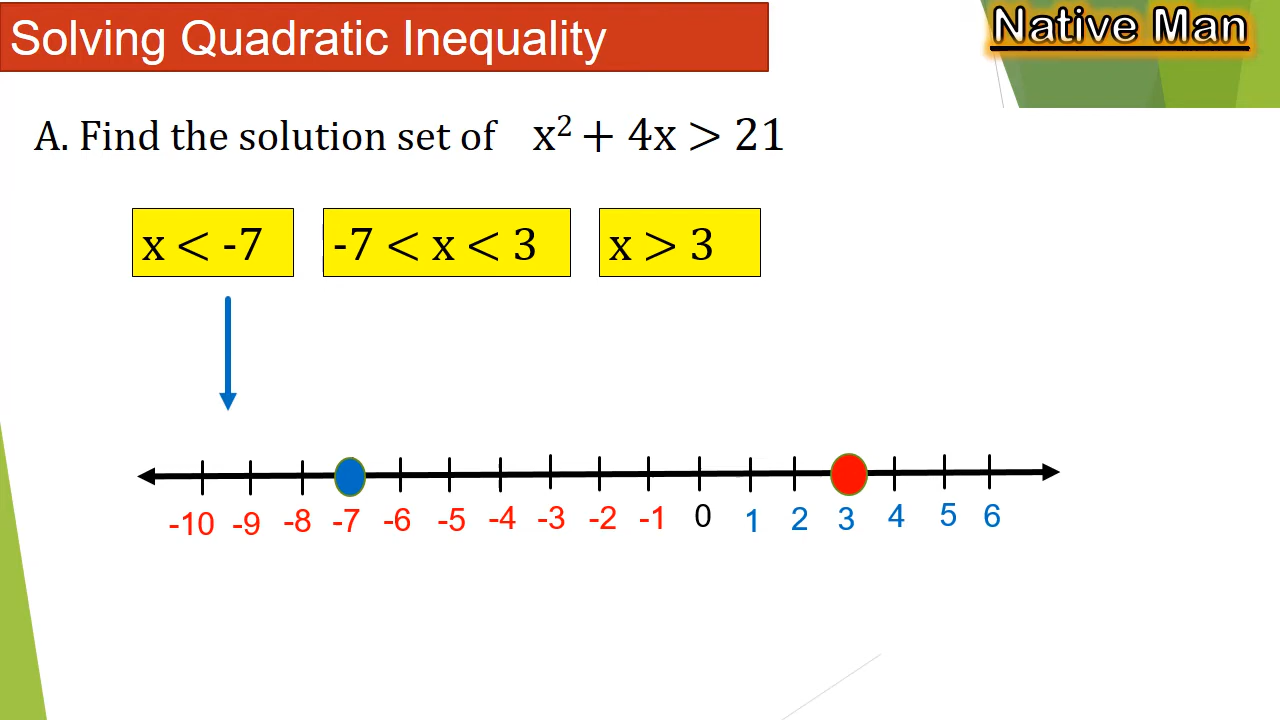 Solving Quadratic Inequality
Native Man
A. Find the solution set of x² + 4x > 21
x < -7 -7 < x < 3 x > 3
-10 -9 -8 -7 -6 -5 -4 -3 -2 -1 0 1 2 3 4 5 6